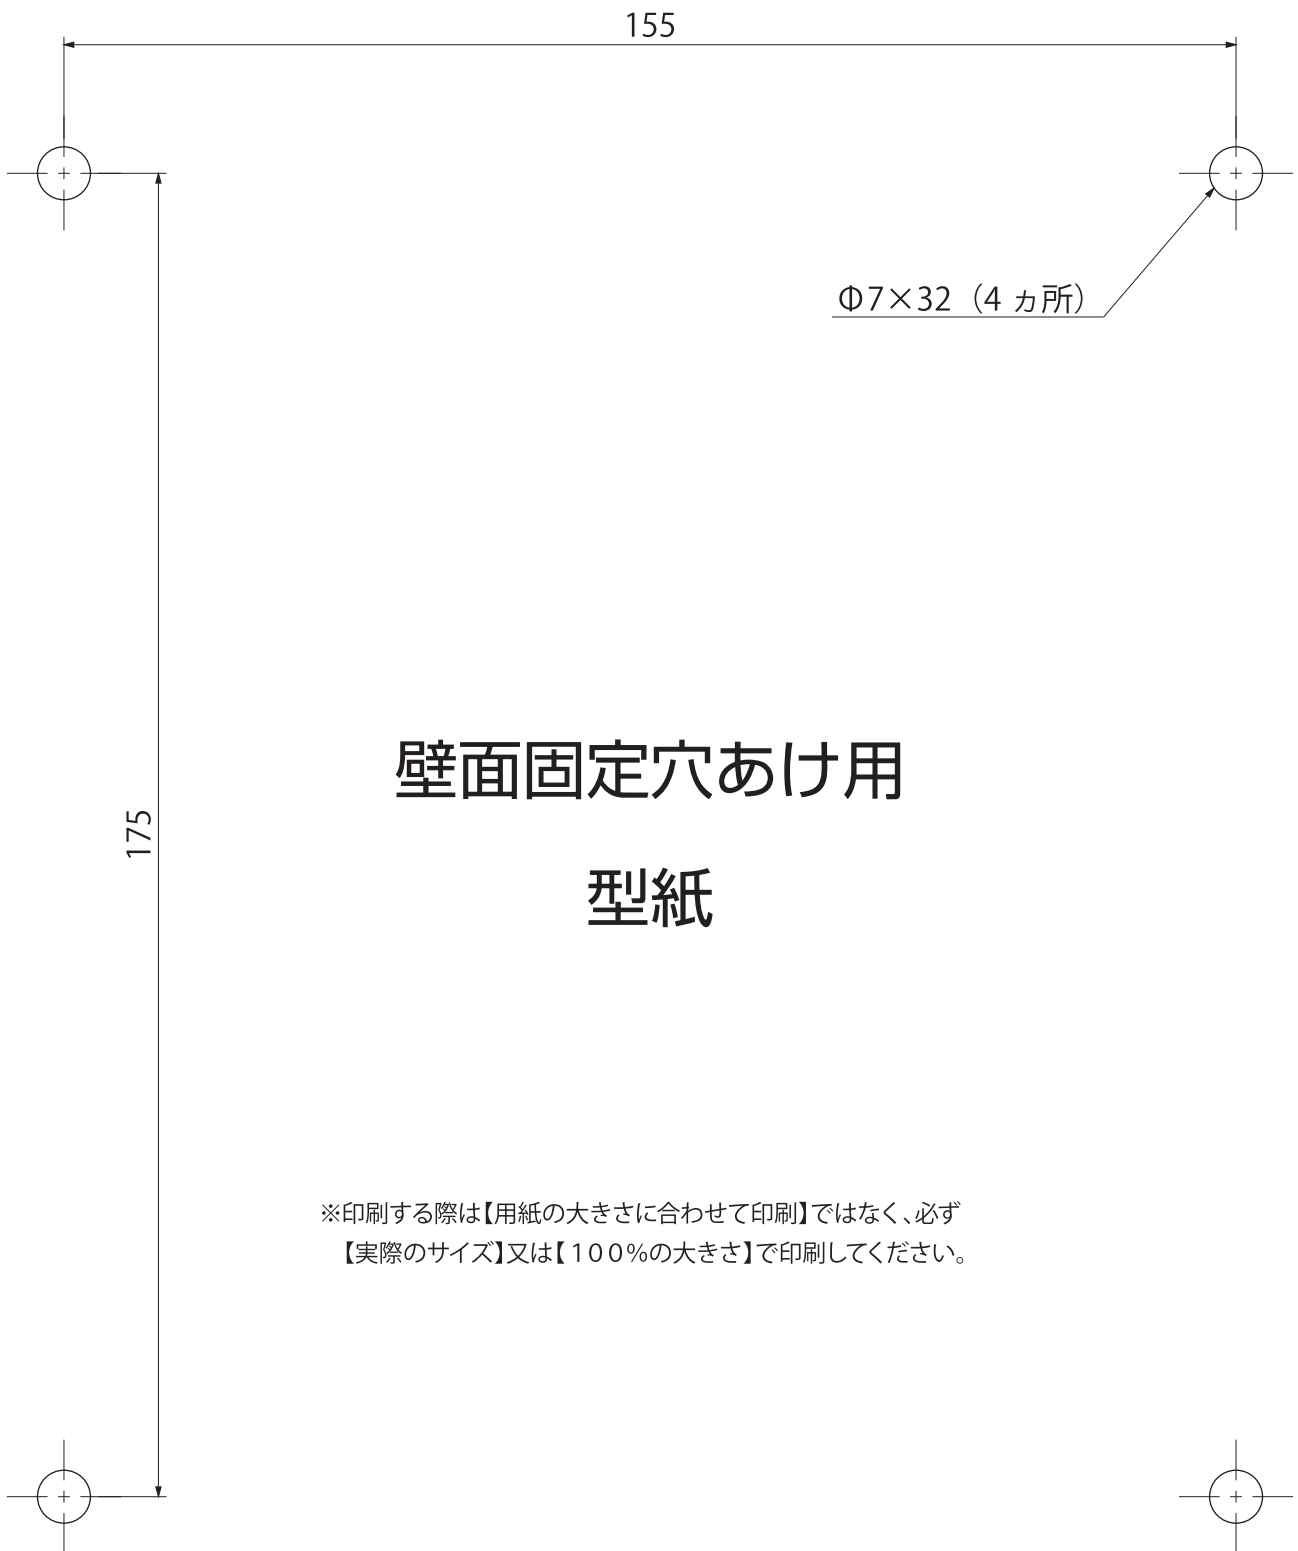 155
Φ7×32（4 ヵ所）
175
壁面固定穴あけ用
型紙
※印刷する際は【用紙の大きさに合わせて印刷】ではなく、必ず
【実際のサイズ】又は【１００％の大きさ】で印刷してください。